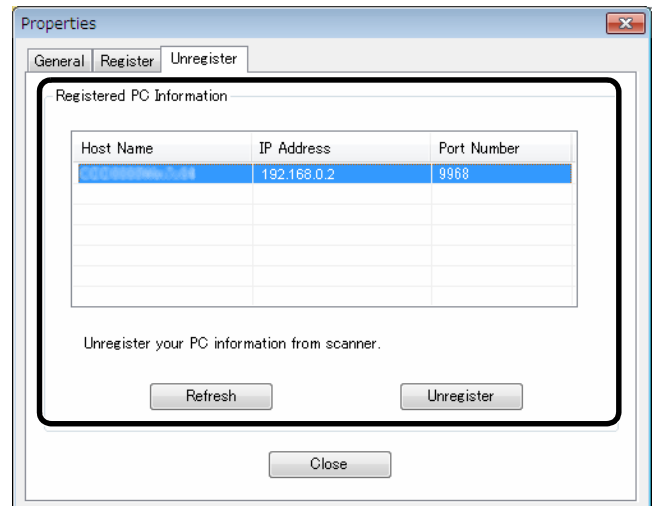 Properties
General Register Unregister
Registered PC Information
Host Name IP Address Port Number
192.168.0.2 9968
Unregister your PC information from scanner.
Refresh Unregister
Close